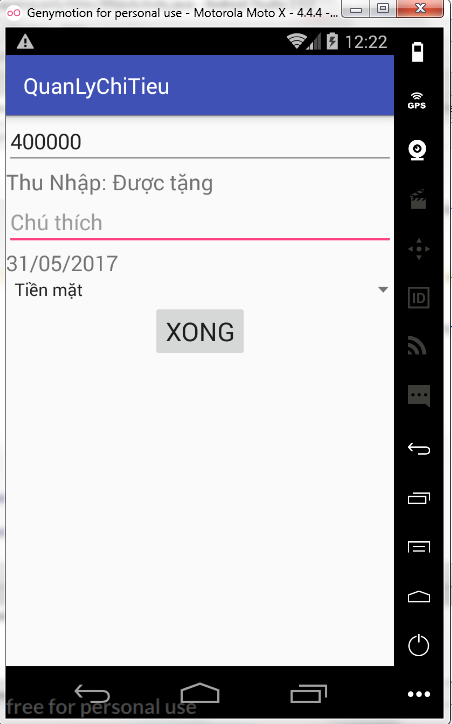 Genymotion for personal use - Motorola Moto X - 4.4.4 -
12:22
QuanLyChiTieu
GPS
400000
Thu Nhập: Được tặng
Chú thích
31/05/2017
Tiền mặt
ID
XONG
free for personal use